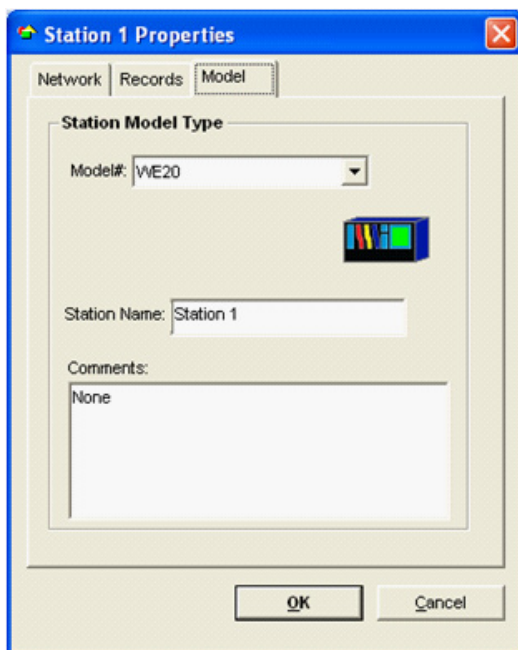 Station 1 Properties
Network Records Model
Station Model Type
Model#: WE20
Station Name: Station 1
Comments:
None
OK Cancel